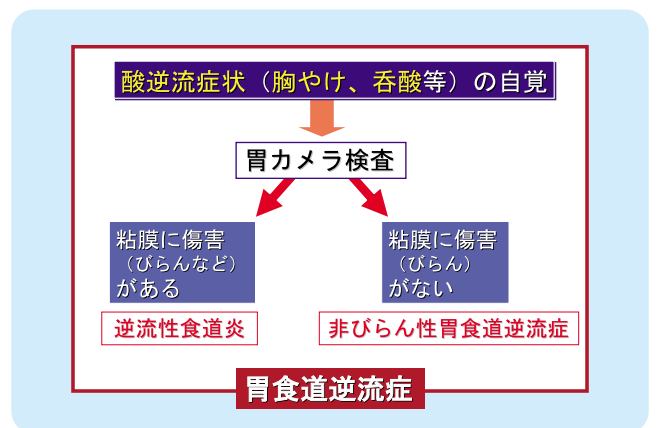 酸逆流症状（胸やけ、呑酸等）の自覚
胃カメラ検査
粘膜に傷害
（びらんなど）
がある
粘膜に傷害
（びらん）
がない
逆流性食道炎
非びらん性胃食道逆流症
胃食道逆流症